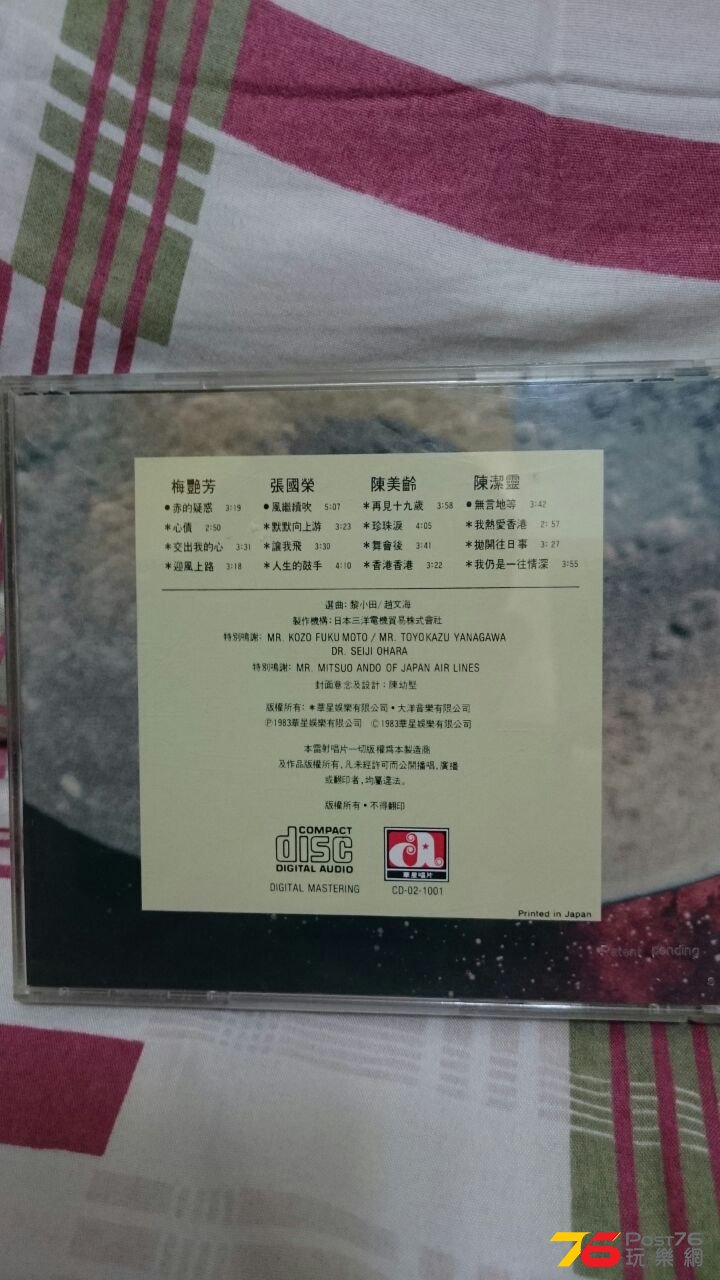 梅艷芳 張國榮 陳美齡 陳潔靈
●赤的疑惑 3:19 ●風繼續吹 5:07 *再見十九歲 3:58 ●無言地等 3:42
*心債 2:50 *默默向上游 3:23 *珍珠淚 4:05 *我熱愛香港 2:57
*交出我的心 3:31 *讓我飛 3:30 *舞會後 3:41 *拋開往日事 3:27
*迎風上路 3:18 *人生的鼓手 4:10 *香港香港 3:22 *我仍是一往情深 3:55
選曲:黎小田/趙文海
製作機構:日本三洋電機貿易株式會社
特別鳴謝:MR. KOZO FUKUMOTO / MR. TOYOKAZU YANAGAWA
DR. SEIJI OHARA
特別鳴謝:MR. MITSUO ANDO OF JAPAN AIR LINES
封面意念及設計:陳幼堅
版權所有:*華星娛樂有限公司•大洋音樂有限公司
Ⓟ1983華星娛樂有限公司 Ⓒ1983華星娛樂有限公司
本雷射唱片一切版權爲本製造商
及作品版權所有,凡未經許可而公開播唱,廣播
或翻印者,均屬違法。
版權所有•不得翻印
COMPACT
disc
DIGITAL AUDIO
DIGITAL MASTERING
華星唱片
CD-02-1001
Printed in Japan
Patent pending
76 Post76
玩樂網